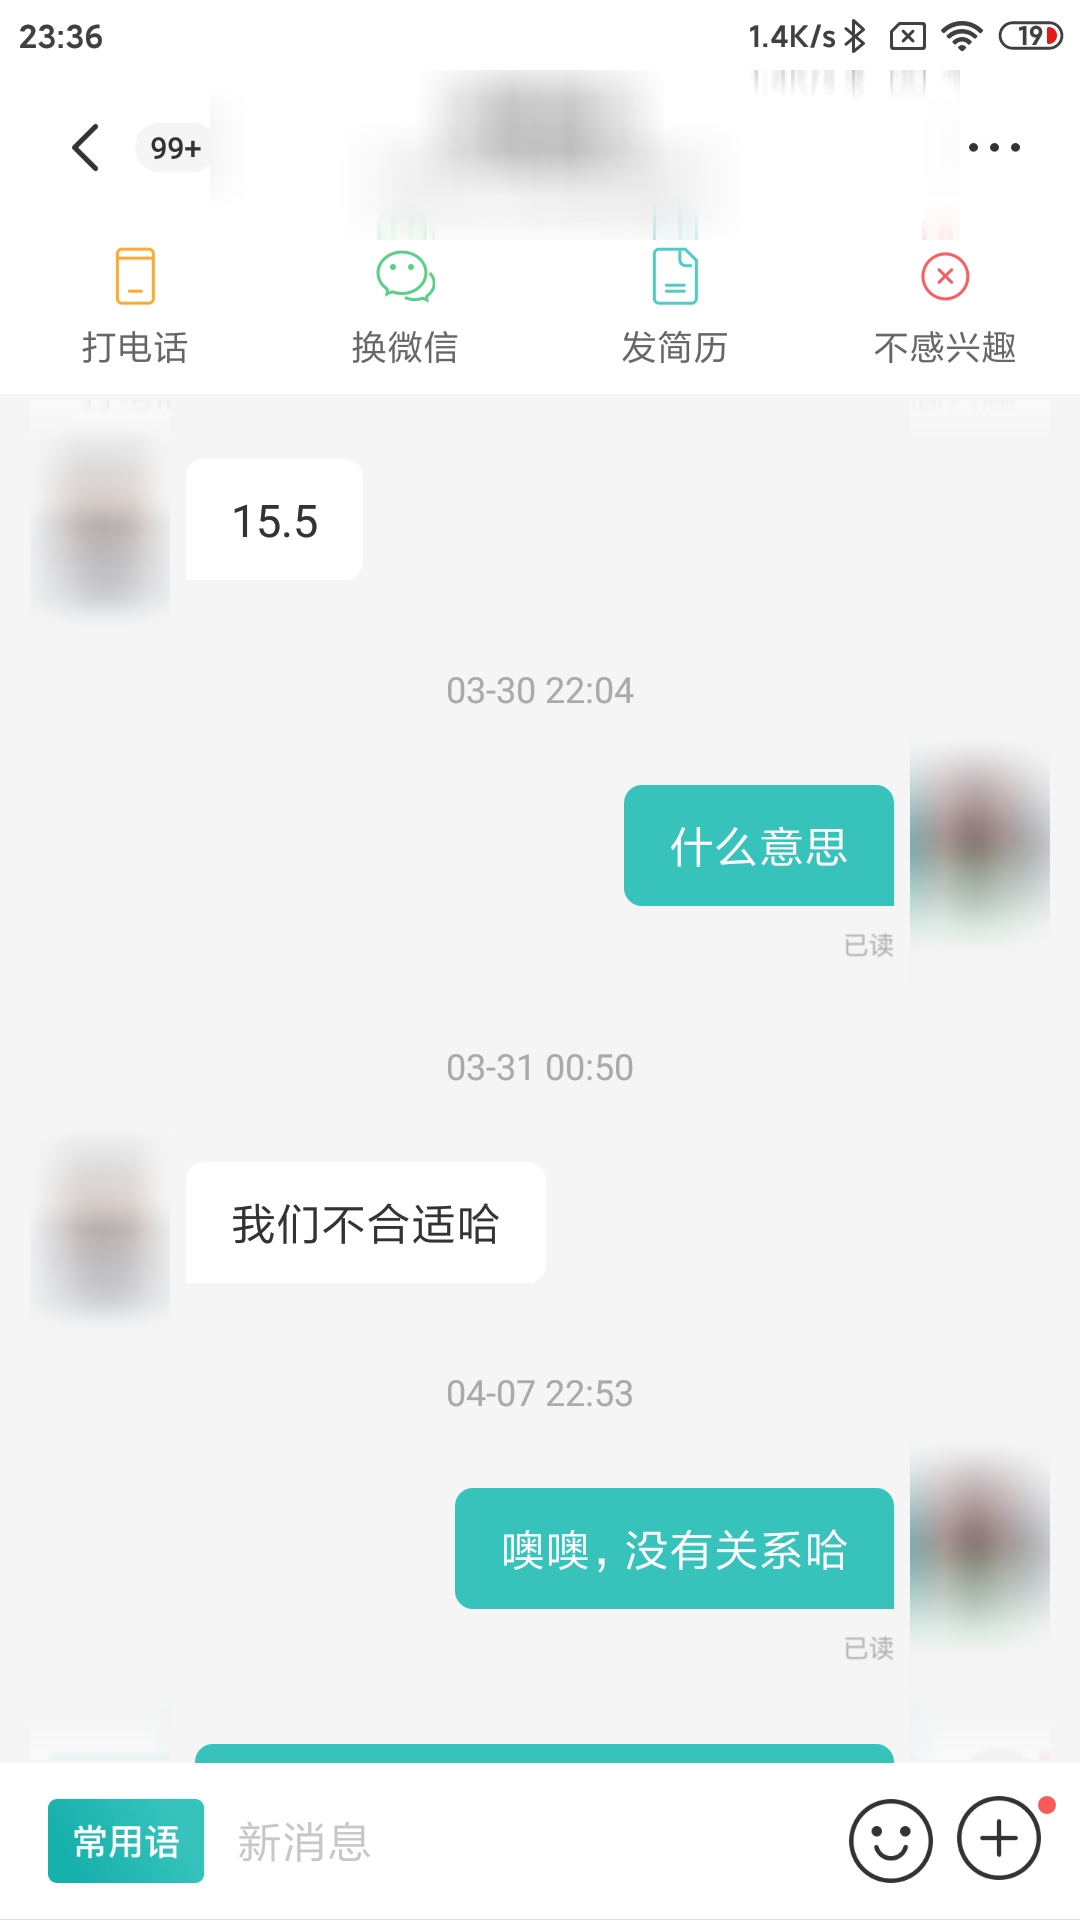 23:36
1.4K/s
19
99+
打电话
换微信
发简历
不感兴趣
15.5
03-30 22:04
什么意思
已读
03-31 00:50
我们不合适哈
04-07 22:53
噢噢，没有关系哈
已读
常用语
新消息